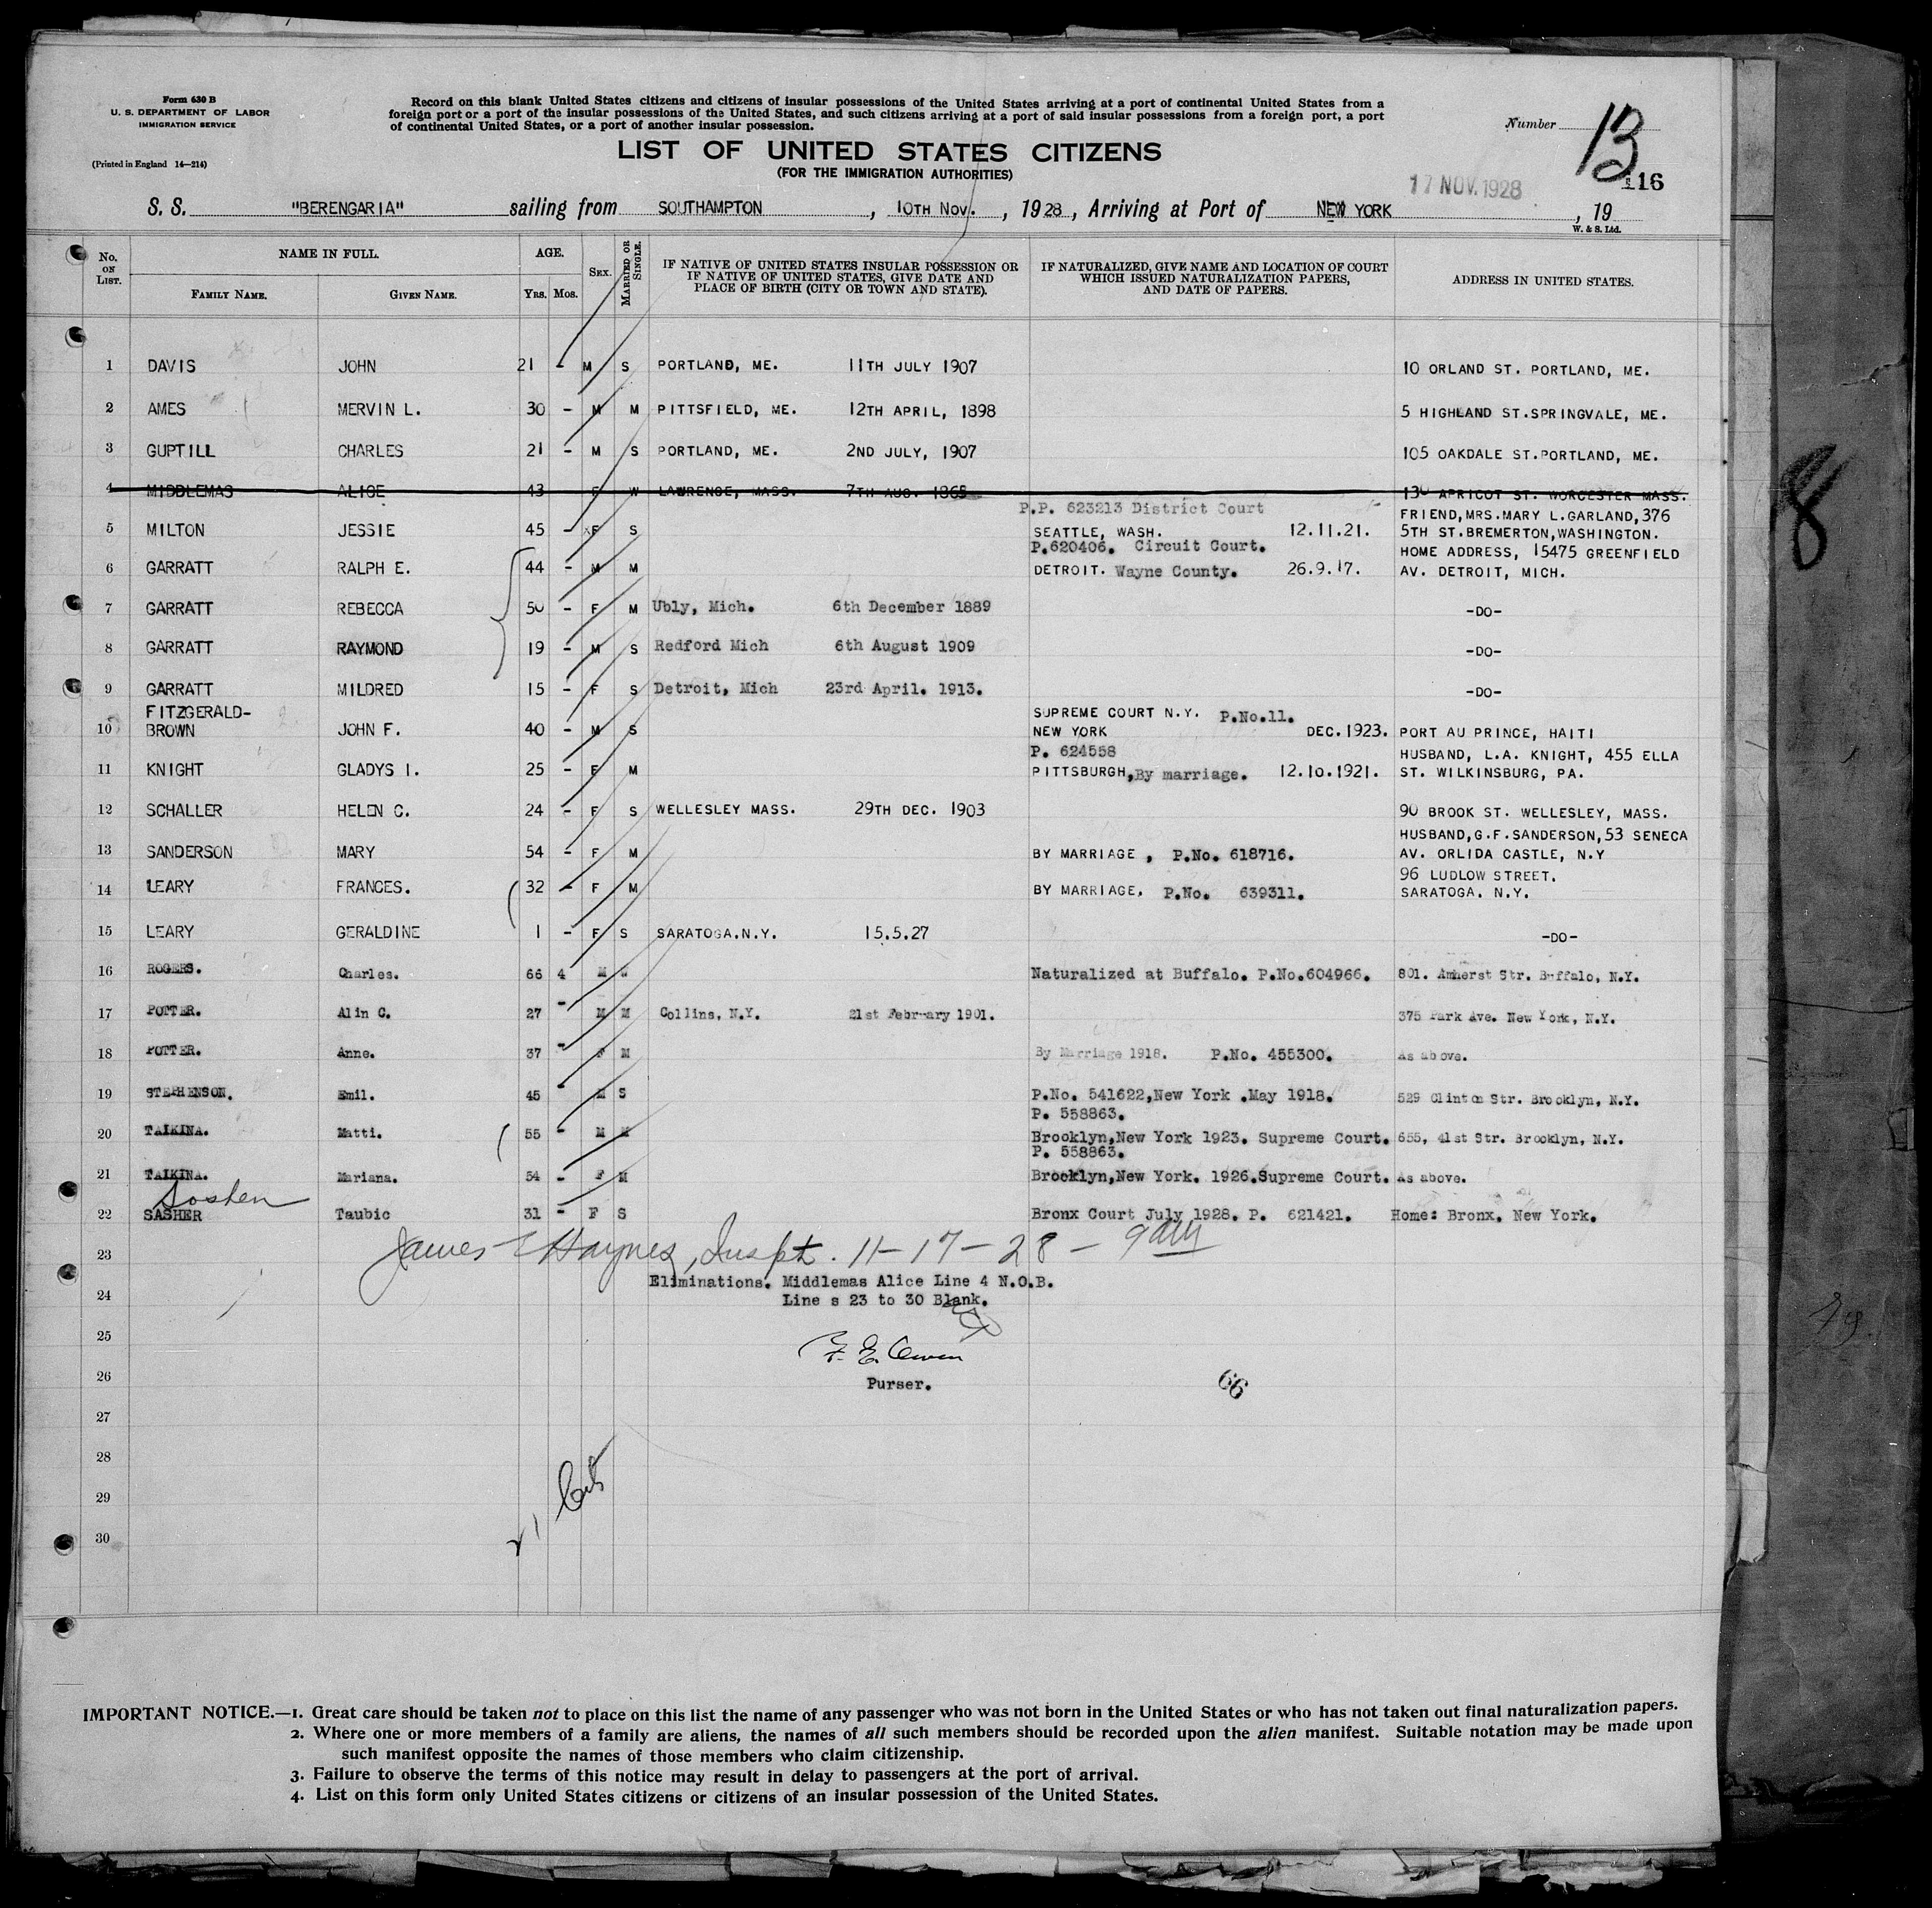 Form 630 B
U. S. DEPARTMENT OF LABOR
IMMIGRATION SERVICE
(Printed in England 14—214)
Record on this blank United States citizens and citizens of insular possessions of the United States arriving at a port of continental United States from a
foreign port or a port of the insular possessions of the United States, and such citizens arriving at a port of said insular possessions from a foreign port, a port
of continental United States, or a port of another insular possession.
Number 13
LIST OF UNITED STATES CITIZENS
(FOR THE IMMIGRATION AUTHORITIES)
17 NOV. 1928
16
S. S. "BERENGARIA" sailing from SOUTHAMPTON, 10TH NOV., 1928, Arriving at Port of NEW YORK, 19
W. & S. Ltd.
No. ON LIST. NAME IN FULL. FAMILY NAME. GIVEN NAME. AGE. YRS. MOS. SEX. MARRIED OR SINGLE. IF NATIVE OF UNITED STATES INSULAR POSSESSION OR IF NATIVE OF UNITED STATES, GIVE DATE AND PLACE OF BIRTH (CITY OR TOWN AND STATE). IF NATURALIZED, GIVE NAME AND LOCATION OF COURT WHICH ISSUED NATURALIZATION PAPERS, AND DATE OF PAPERS. ADDRESS IN UNITED STATES.
1 DAVIS JOHN 21 - M S PORTLAND, ME. 11TH JULY 1907 10 ORLAND ST. PORTLAND, ME.
2 AMES MERVIN L. 30 - M M PITTSFIELD, ME. 12TH APRIL, 1898 5 HIGHLAND ST.SPRINGVALE, ME.
3 GUPTILL CHARLES 21 - M S PORTLAND, ME. 2ND JULY, 1907 105 OAKDALE ST.PORTLAND, ME.
4 MIDDLEMAS ALICE 43 F W LAWRENCE, MASS. 7TH AUG. 1865 130 APRICOT ST. WORCESTER MASS.
P.P. 623213 District Court FRIEND,MRS.MARY L.GARLAND,376
5 MILTON JESSIE 45 - F S SEATTLE, WASH. 12.11.21. 5TH ST.BREMERTON,WASHINGTON.
P.620406. Circuit Court. HOME ADDRESS, 15475 GREENFIELD
6 GARRATT RALPH E. 44 - M M DETROIT. Wayne County. 26.9.17. AV. DETROIT, MICH.
7 GARRATT REBECCA 50 - F M Ubly, Mich. 6th December 1889 -DO-
8 GARRATT RAYMOND 19 - M S Redford Mich 6th August 1909 -DO-
9 GARRATT MILDRED 15 - F S Detroit, Mich 23rd April. 1913. -DO-
FITZGERALD- SUPREME COURT N.Y. P.No.11.
10 BROWN JOHN F. 40 - M S NEW YORK DEC.1923. PORT AU PRINCE, HAITI
P. 624558 HUSBAND, L.A. KNIGHT, 455 ELLA
11 KNIGHT GLADYS I. 25 - F M PITTSBURGH,By marriage. 12.10.1921. ST. WILKINSBURG, PA.
12 SCHALLER HELEN C. 24 - F S WELLESLEY MASS. 29TH DEC. 1903 90 BROOK ST. WELLESLEY, MASS.
HUSBAND,G.F.SANDERSON,53 SENECA
13 SANDERSON MARY 54 - F M BY MARRIAGE , P.No. 618716. AV. ORLIDA CASTLE, N.Y
96 LUDLOW STREET.
14 LEARY FRANCES. 32 - F M BY MARRIAGE. P.No. 639311. SARATOGA. N.Y.
15 LEARY GERALDINE 1 - F S SARATOGA.N.Y. 15.5.27 -DO-
16 ROGERS. Charles. 66 4 M W Naturalized at Buffalo. P.No.604966. 801. Amherst Str. Buffalo, N.Y.
17 POTTER. Alin C. 27 - M M Collins, N.Y. 21st February 1901. 375 Park Ave. New York, N.Y.
18 POTTER. Anne. 37 - F M By Marriage 1918. P.No. 455300. As above.
19 STEPHENSON. Emil. 45 - M S P.No. 541622,New York .May 1918. 529 Clinton Str. Brooklyn, N.Y.
P. 558863.
20 TAIKINA. Matti. 55 - M M Brooklyn,New York 1923. Supreme Court. 655, 41st Str. Brooklyn, N.Y.
P. 558863.
21 TAIKINA. Mariana. 54 - F M Brooklyn,New York. 1926.Supreme Court. As above.
Soshen
22 SASHER Taubic 31 - F S Bronx Court July 1928. P. 621421. Home: Bronx. New York.
23 James E Haynes, Inspt. 11-17-28 - 9 AM
Eliminations. Middlemas Alice Line 4 N.O.B.
24 Line s 23 to 30 Blank.
25
F. E. Owen
26 Purser.
66
27
28
29
30
IMPORTANT NOTICE.—1. Great care should be taken not to place on this list the name of any passenger who was not born in the United States or who has not taken out final naturalization papers.
2. Where one or more members of a family are aliens, the names of all such members should be recorded upon the alien manifest. Suitable notation may be made upon
such manifest opposite the names of those members who claim citizenship.
3. Failure to observe the terms of this notice may result in delay to passengers at the port of arrival.
4. List on this form only United States citizens or citizens of an insular possession of the United States.
8